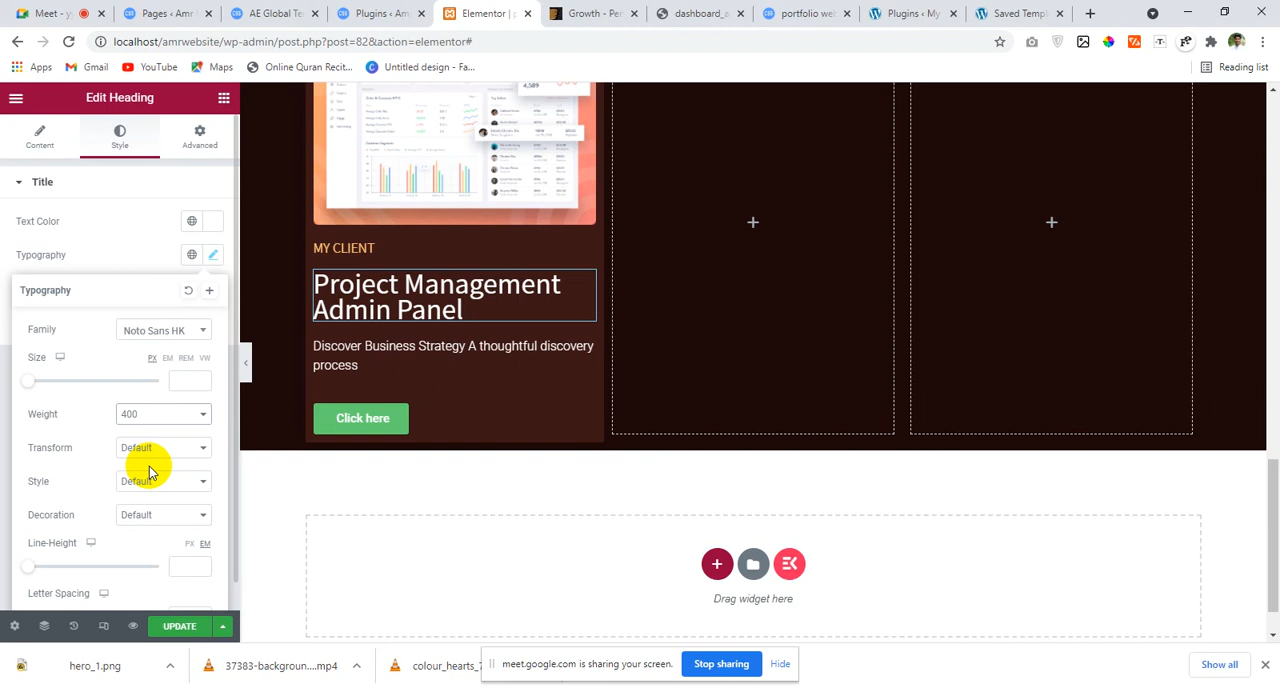 Meet -
Pages ‹ Amr
AE Global Ter
Plugins ‹ Am
Elementor | p
Growth - Per
dashboard_a
portfolio web
Plugins ‹ My
Saved Templ
localhost/amrwebsite/wp-admin/post.php?post=82&action=elementor#
Apps
Gmail
YouTube
Maps
Online Quran Recit...
Untitled design - Fa...
Reading list
Edit Heading
Content
Style
Advanced
Title
Text Color
Typography
Typography
Family
Noto Sans HK
Size
PX EM REM VW
Weight
400
Transform
Default
Style
Default
Decoration
Default
Line-Height
PX EM
Letter Spacing
UPDATE
4,589
MY CLIENT
Project Management
Admin Panel
Discover Business Strategy A thoughtful discovery
process
Click here
Drag widget here
hero_1.png
37383-backgroun....mp4
colour_hearts_
meet.google.com is sharing your screen.
Stop sharing
Hide
Show all